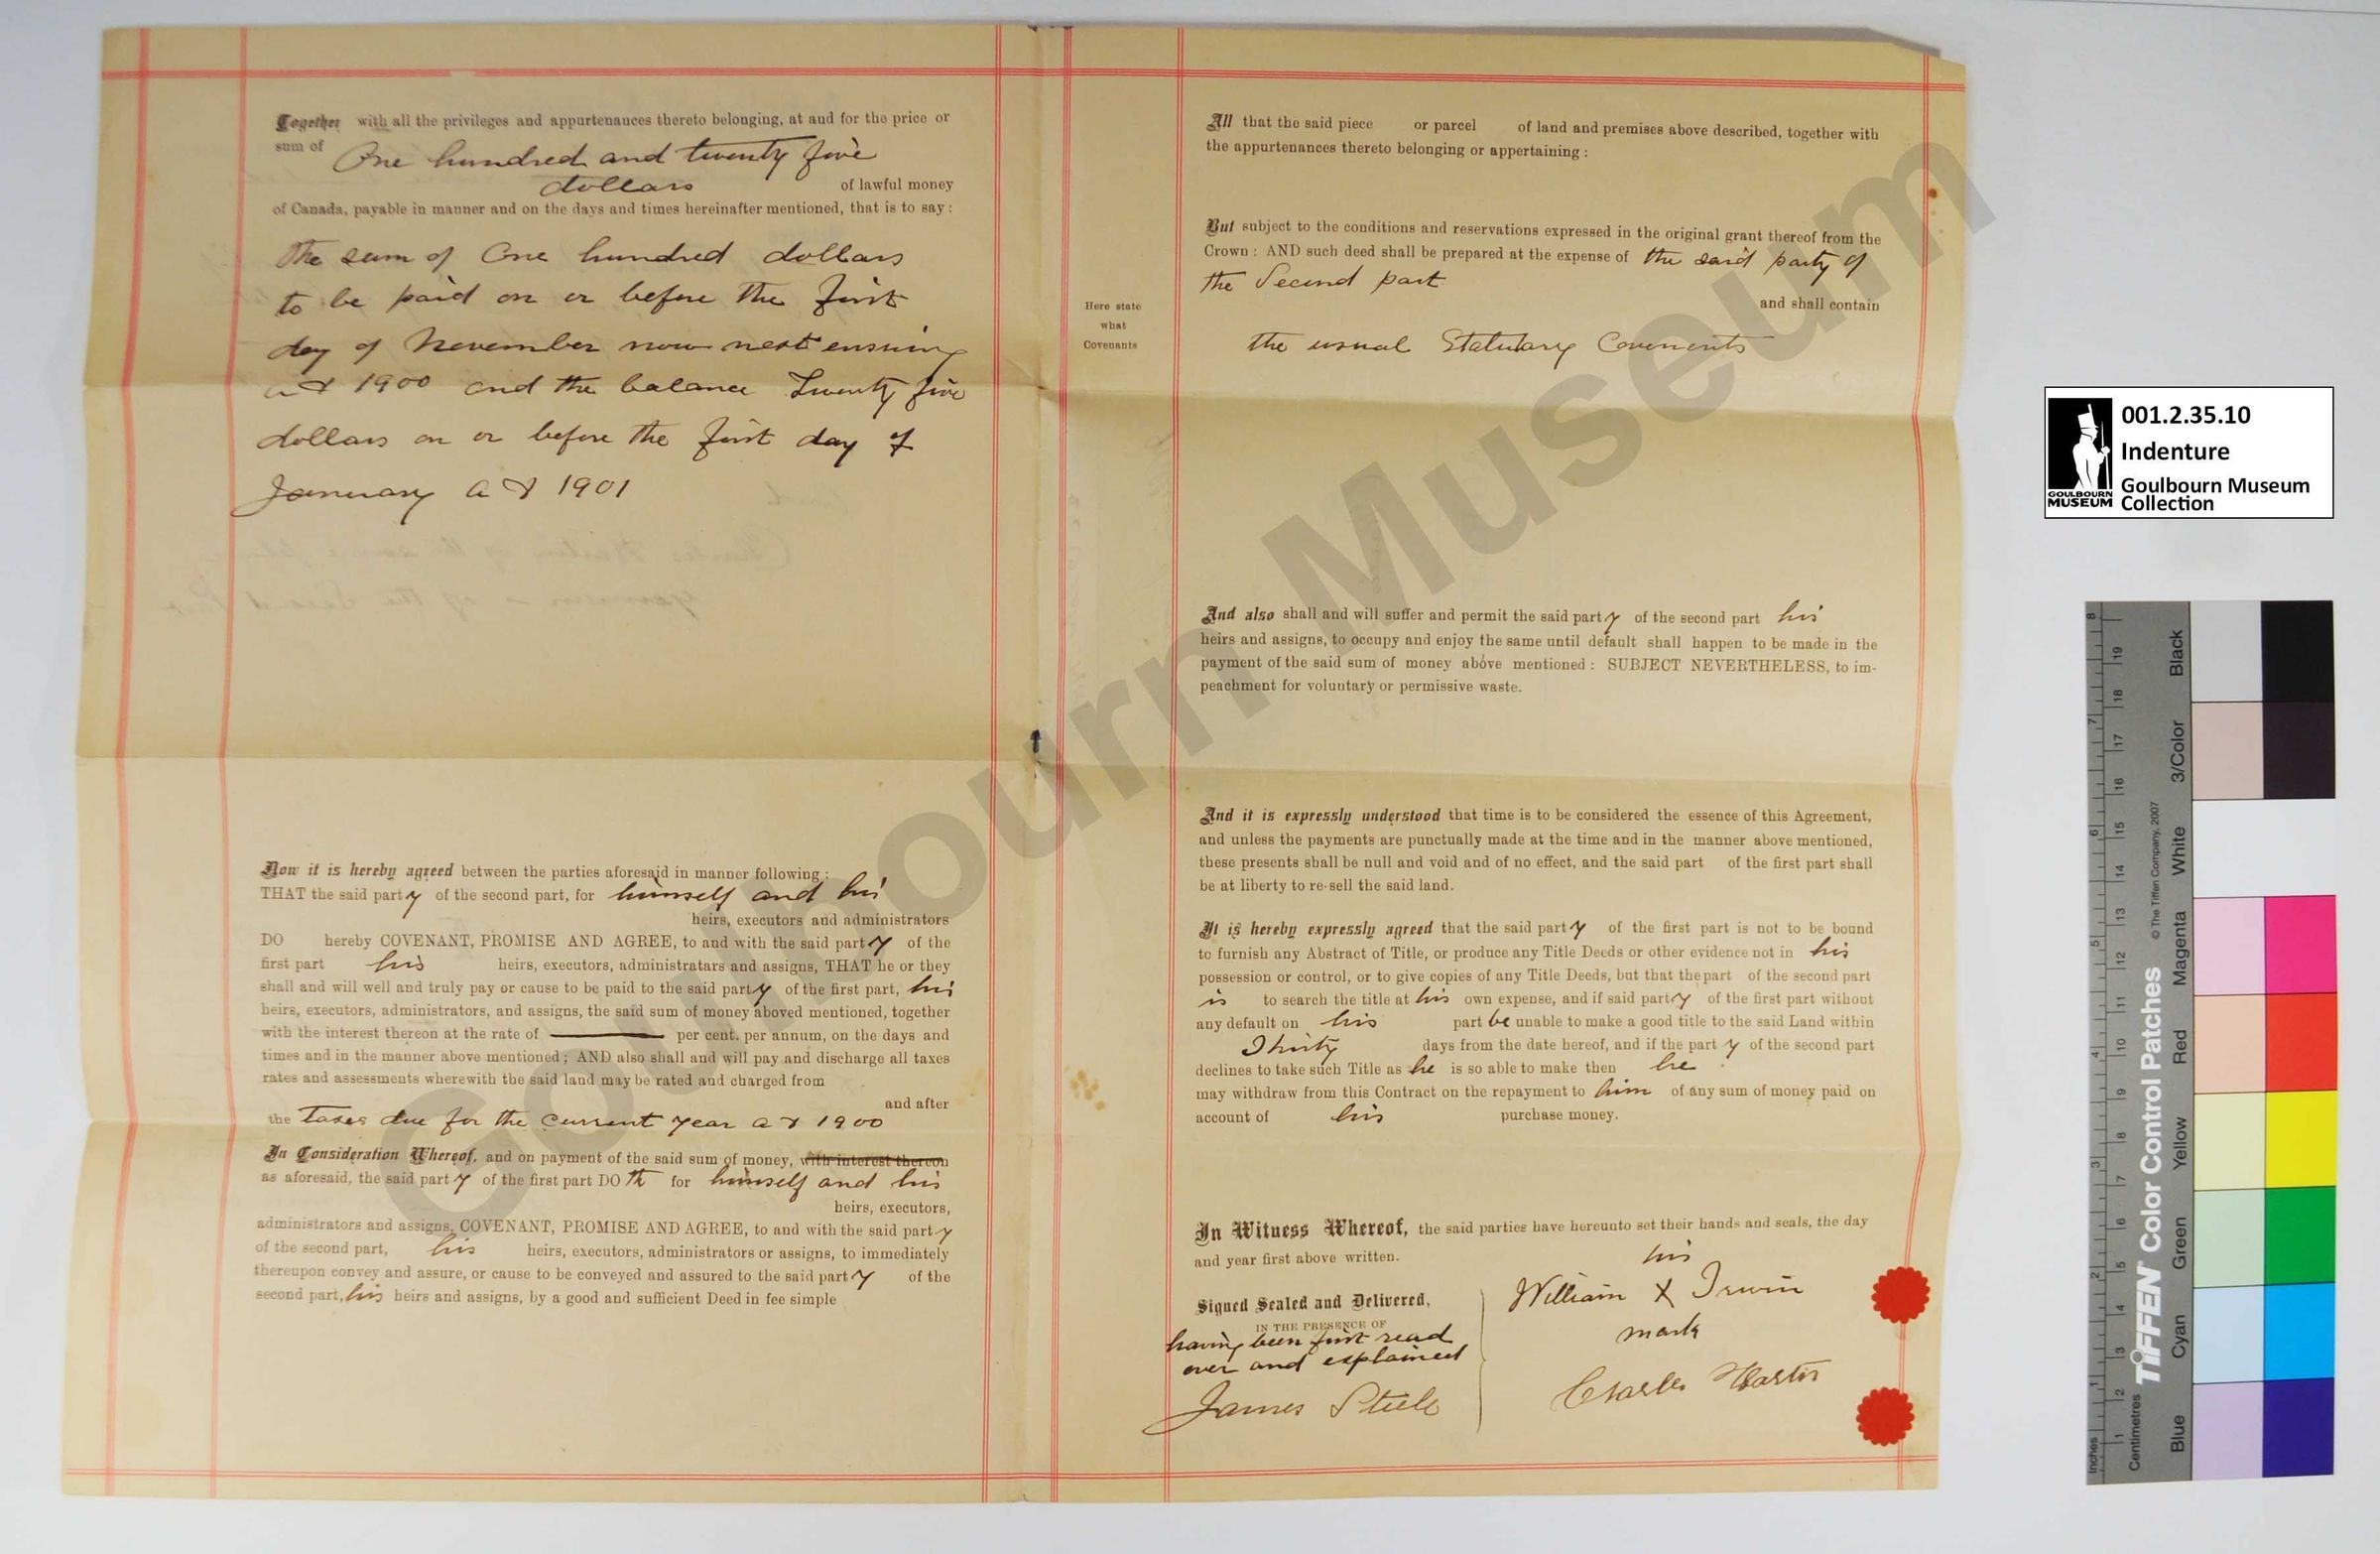 Together with all the privileges and appurtenances thereto belonging, at and for the price or
sum of One hundred and twenty five
dollars of lawful money
of Canada, payable in manner and on the days and times hereinafter mentioned, that is to say :
The sum of One hundred dollars
to be paid on or before the first
day of November now next ensuing
A D 1900 and the balance Twenty five
dollars on or before the first day of
January A D 1901
Now it is hereby agreed between the parties aforesaid in manner following :
THAT the said party of the second part, for himself and his
heirs, executors and administrators
DO hereby COVENANT, PROMISE AND AGREE, to and with the said party of the
first part his heirs, executors, administratars and assigns, THAT he or they
shall and will well and truly pay or cause to be paid to the said party of the first part, his
heirs, executors, administrators, and assigns, the said sum of money aboved mentioned, together
with the interest thereon at the rate of ——— per cent. per annum, on the days and
times and in the manner above mentioned ; AND also shall and will pay and discharge all taxes
rates and assessments wherewith the said land may be rated and charged from
and after
the taxes due for the current year A D 1900
In Consideration Whereof, and on payment of the said sum of money, with interest thereon
as aforesaid, the said party of the first part DOth for himself and his
heirs, executors,
administrators and assigns, COVENANT, PROMISE AND AGREE, to and with the said party
of the second part, his heirs, executors, administrators or assigns, to immediately
thereupon convey and assure, or cause to be conveyed and assured to the said party of the
second part, his heirs and assigns, by a good and sufficient Deed in fee simple
All that the said piece or parcel of land and premises above described, together with
the appurtenances thereto belonging or appertaining :
But subject to the conditions and reservations expressed in the original grant thereof from the
Crown : AND such deed shall be prepared at the expense of the said party of
the Second part
and shall contain
Here state
what
Covenants
the usual Statutary Covenents
And also shall and will suffer and permit the said party of the second part his
heirs and assigns, to occupy and enjoy the same until default shall happen to be made in the
payment of the said sum of money above mentioned : SUBJECT NEVERTHELESS, to im-
peachment for voluntary or permissive waste.
And it is expressly understood that time is to be considered the essence of this Agreement,
and unless the payments are punctually made at the time and in the manner above mentioned,
these presents shall be null and void and of no effect, and the said part of the first part shall
be at liberty to re-sell the said land.
It is hereby expressly agreed that the said party of the first part is not to be bound
to furnish any Abstract of Title, or produce any Title Deeds or other evidence not in his
possession or control, or to give copies of any Title Deeds, but that the part of the second part
is to search the title at his own expense, and if said party of the first part without
any default on his part be unable to make a good title to the said Land within
Thirty days from the date hereof, and if the party of the second part
declines to take such Title as he is so able to make then he
may withdraw from this Contract on the repayment to him of any sum of money paid on
account of his purchase money.
In Witness Whereof, the said parties have hereunto set their hands and seals, the day
and year first above written.
his
William X Irwin
mark
Signed Sealed and Delivered,
IN THE PRESENCE OF
having been first read
over and explained
James Steele
Charles Hartin
Goulbourn Museum
001.2.35.10
Indenture
Goulbourn Museum
Collection
GOULBOURN
MUSEUM
TIFFEN Color Control Patches © The Tiffen Company, 2007
Inches
Centimetres
Blue Cyan Green Yellow Red Magenta White 3/Color Black
1 2 3 4 5 6 7 8
1 2 3 4 5 6 7 8 9 10 11 12 13 14 15 16 17 18 19